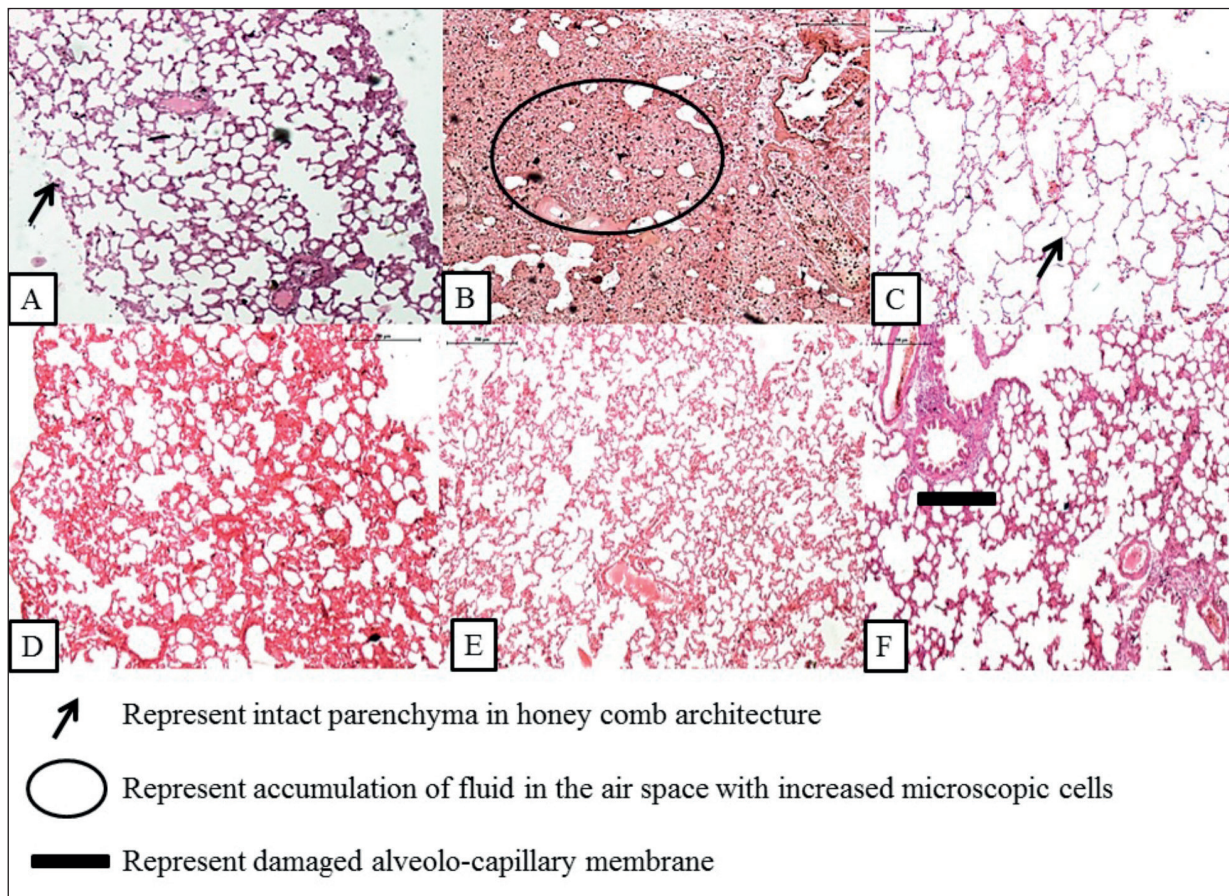 A
B
C
D
E
F
Represent intact parenchyma in honey comb architecture
Represent accumulation of fluid in the air space with increased microscopic cells
Represent damaged alveolo-capillary membrane